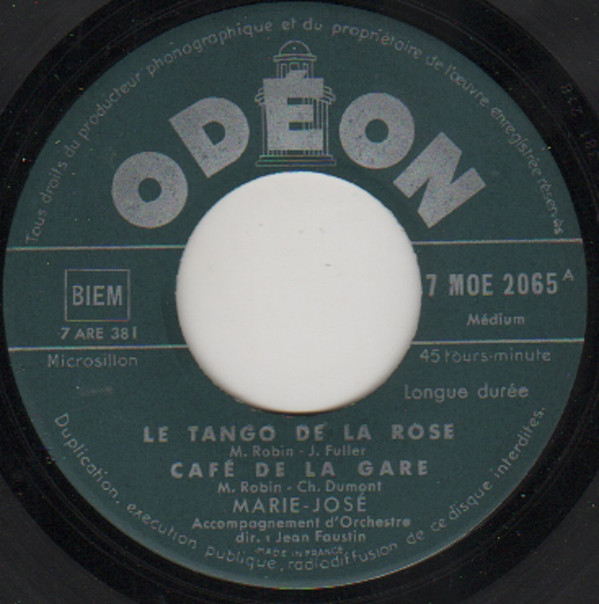 Tous droits du producteur phonographique et du propriétaire de l'œuvre enregistrée réservés
ODÉON
BIEM
7 ARE 381
7 MOE 2065 A
Médium
Microsillon
45 tours-minute
Longue durée
LE TANGO DE LA ROSE
M. Robin - J. Fuller
CAFÉ DE LA GARE
M. Robin - Ch. Dumont
MARIE-JOSÉ
Accompagnement d'Orchestre
dir. : Jean Faustin
MADE IN FRANCE
Duplication, exécution publique, radiodiffusion de ce disque interdites.